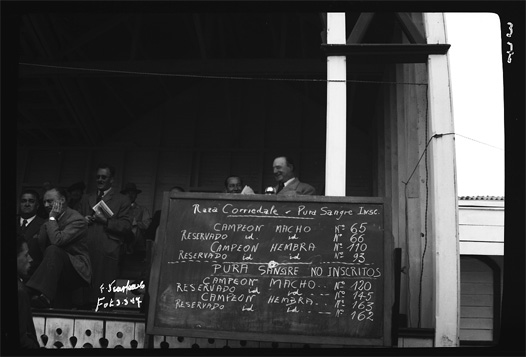 Raza Corriedale - Pura Sangre Insc.
CAMPEON MACHO Nº 65
RESERVADO id. id. Nº 66
CAMPEON HEMBRA Nº 110
RESERVADO id. id. Nº 93
PURA SANGRE NO INSCRITOS
CAMPEON MACHO... Nº 120
RESERVADO id id... Nº 145
CAMPEON HEMBRA... Nº 163
RESERVADO id id... Nº 162